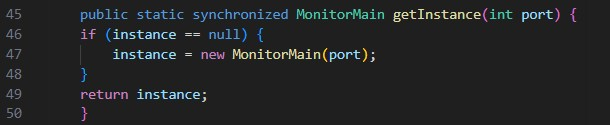 45 public static synchronized MonitorMain getInstance(int port) {
46 if (instance == null) {
47 instance = new MonitorMain(port);
48 }
49 return instance;
50 }